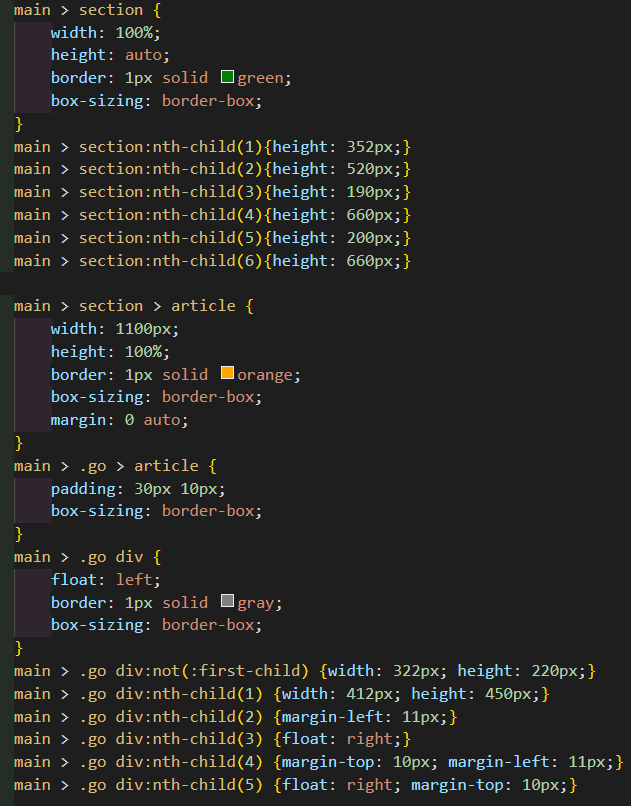 main > section {
    width: 100%;
    height: auto;
    border: 1px solid green;
    box-sizing: border-box;
}
main > section:nth-child(1){height: 352px;}
main > section:nth-child(2){height: 520px;}
main > section:nth-child(3){height: 190px;}
main > section:nth-child(4){height: 660px;}
main > section:nth-child(5){height: 200px;}
main > section:nth-child(6){height: 660px;}

main > section > article {
    width: 1100px;
    height: 100%;
    border: 1px solid orange;
    box-sizing: border-box;
    margin: 0 auto;
}
main > .go > article {
    padding: 30px 10px;
    box-sizing: border-box;
}
main > .go div {
    float: left;
    border: 1px solid gray;
    box-sizing: border-box;
}
main > .go div:not(:first-child) {width: 322px; height: 220px;}
main > .go div:nth-child(1) {width: 412px; height: 450px;}
main > .go div:nth-child(2) {margin-left: 11px;}
main > .go div:nth-child(3) {float: right;}
main > .go div:nth-child(4) {margin-top: 10px; margin-left: 11px;}
main > .go div:nth-child(5) {float: right; margin-top: 10px;}